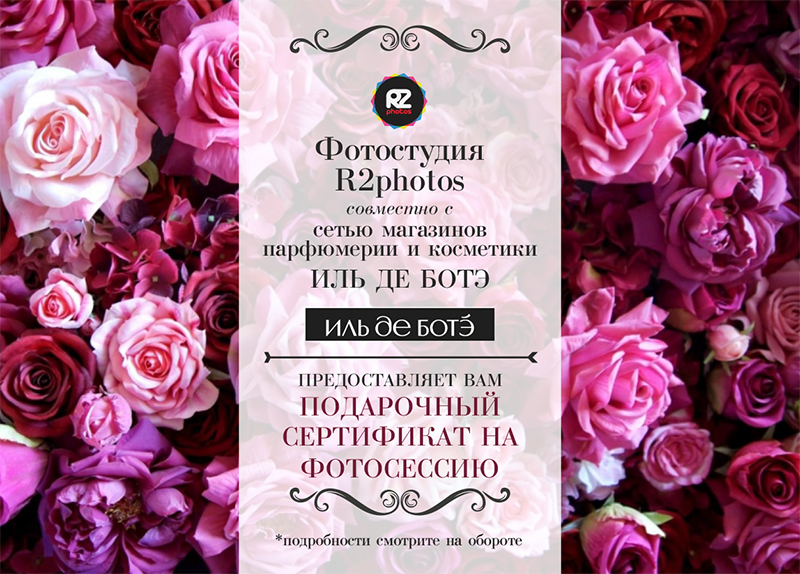 R2
photos
Фотостудия
R2photos
совместно с
сетью магазинов
парфюмерии и косметики
ИЛЬ ДЕ БОТЭ
иль де ботэ
ПРЕДОСТАВЛЯЕТ ВАМ
ПОДАРОЧНЫЙ
СЕРТИФИКАТ НА
ФОТОСЕССИЮ
*подробности смотрите на обороте